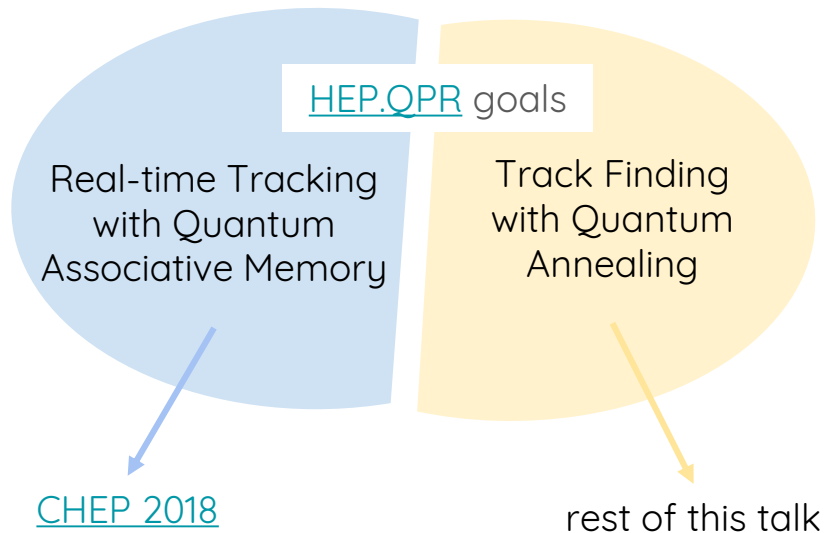 HEP.QPR goals
Real-time Tracking
with Quantum
Associative Memory
Track Finding
with Quantum
Annealing
CHEP 2018
rest of this talk